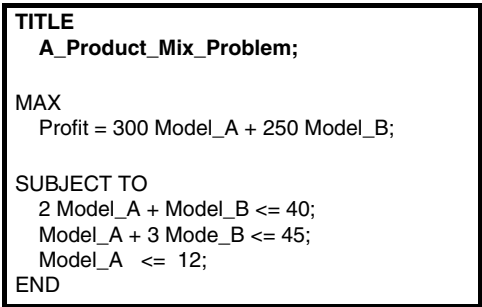 TITLE
A_Product_Mix_Problem;
MAX
Profit = 300 Model_A + 250 Model_B;
SUBJECT TO
2 Model_A + Model_B <= 40;
Model_A + 3 Mode_B <= 45;
Model_A <= 12;
END